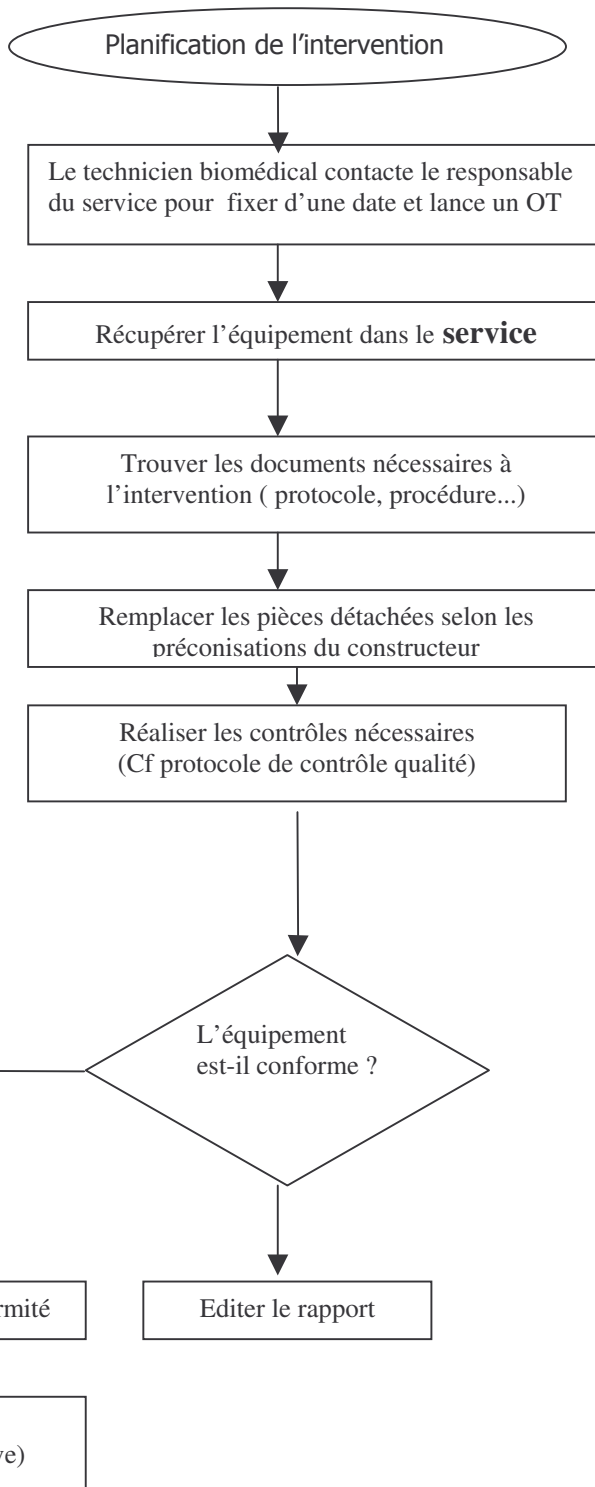 Planification de l’intervention
Le technicien biomédical contacte le responsable
du service pour fixer d’une date et lance un OT
Récupérer l’équipement dans le service
Trouver les documents nécessaires à
l’intervention ( protocole, procédure...)
Remplacer les pièces détachées selon les
préconisations du constructeur
Réaliser les contrôles nécessaires
(Cf protocole de contrôle qualité)
L’équipement
est-il conforme ?
rmité
Editer le rapport
ve)